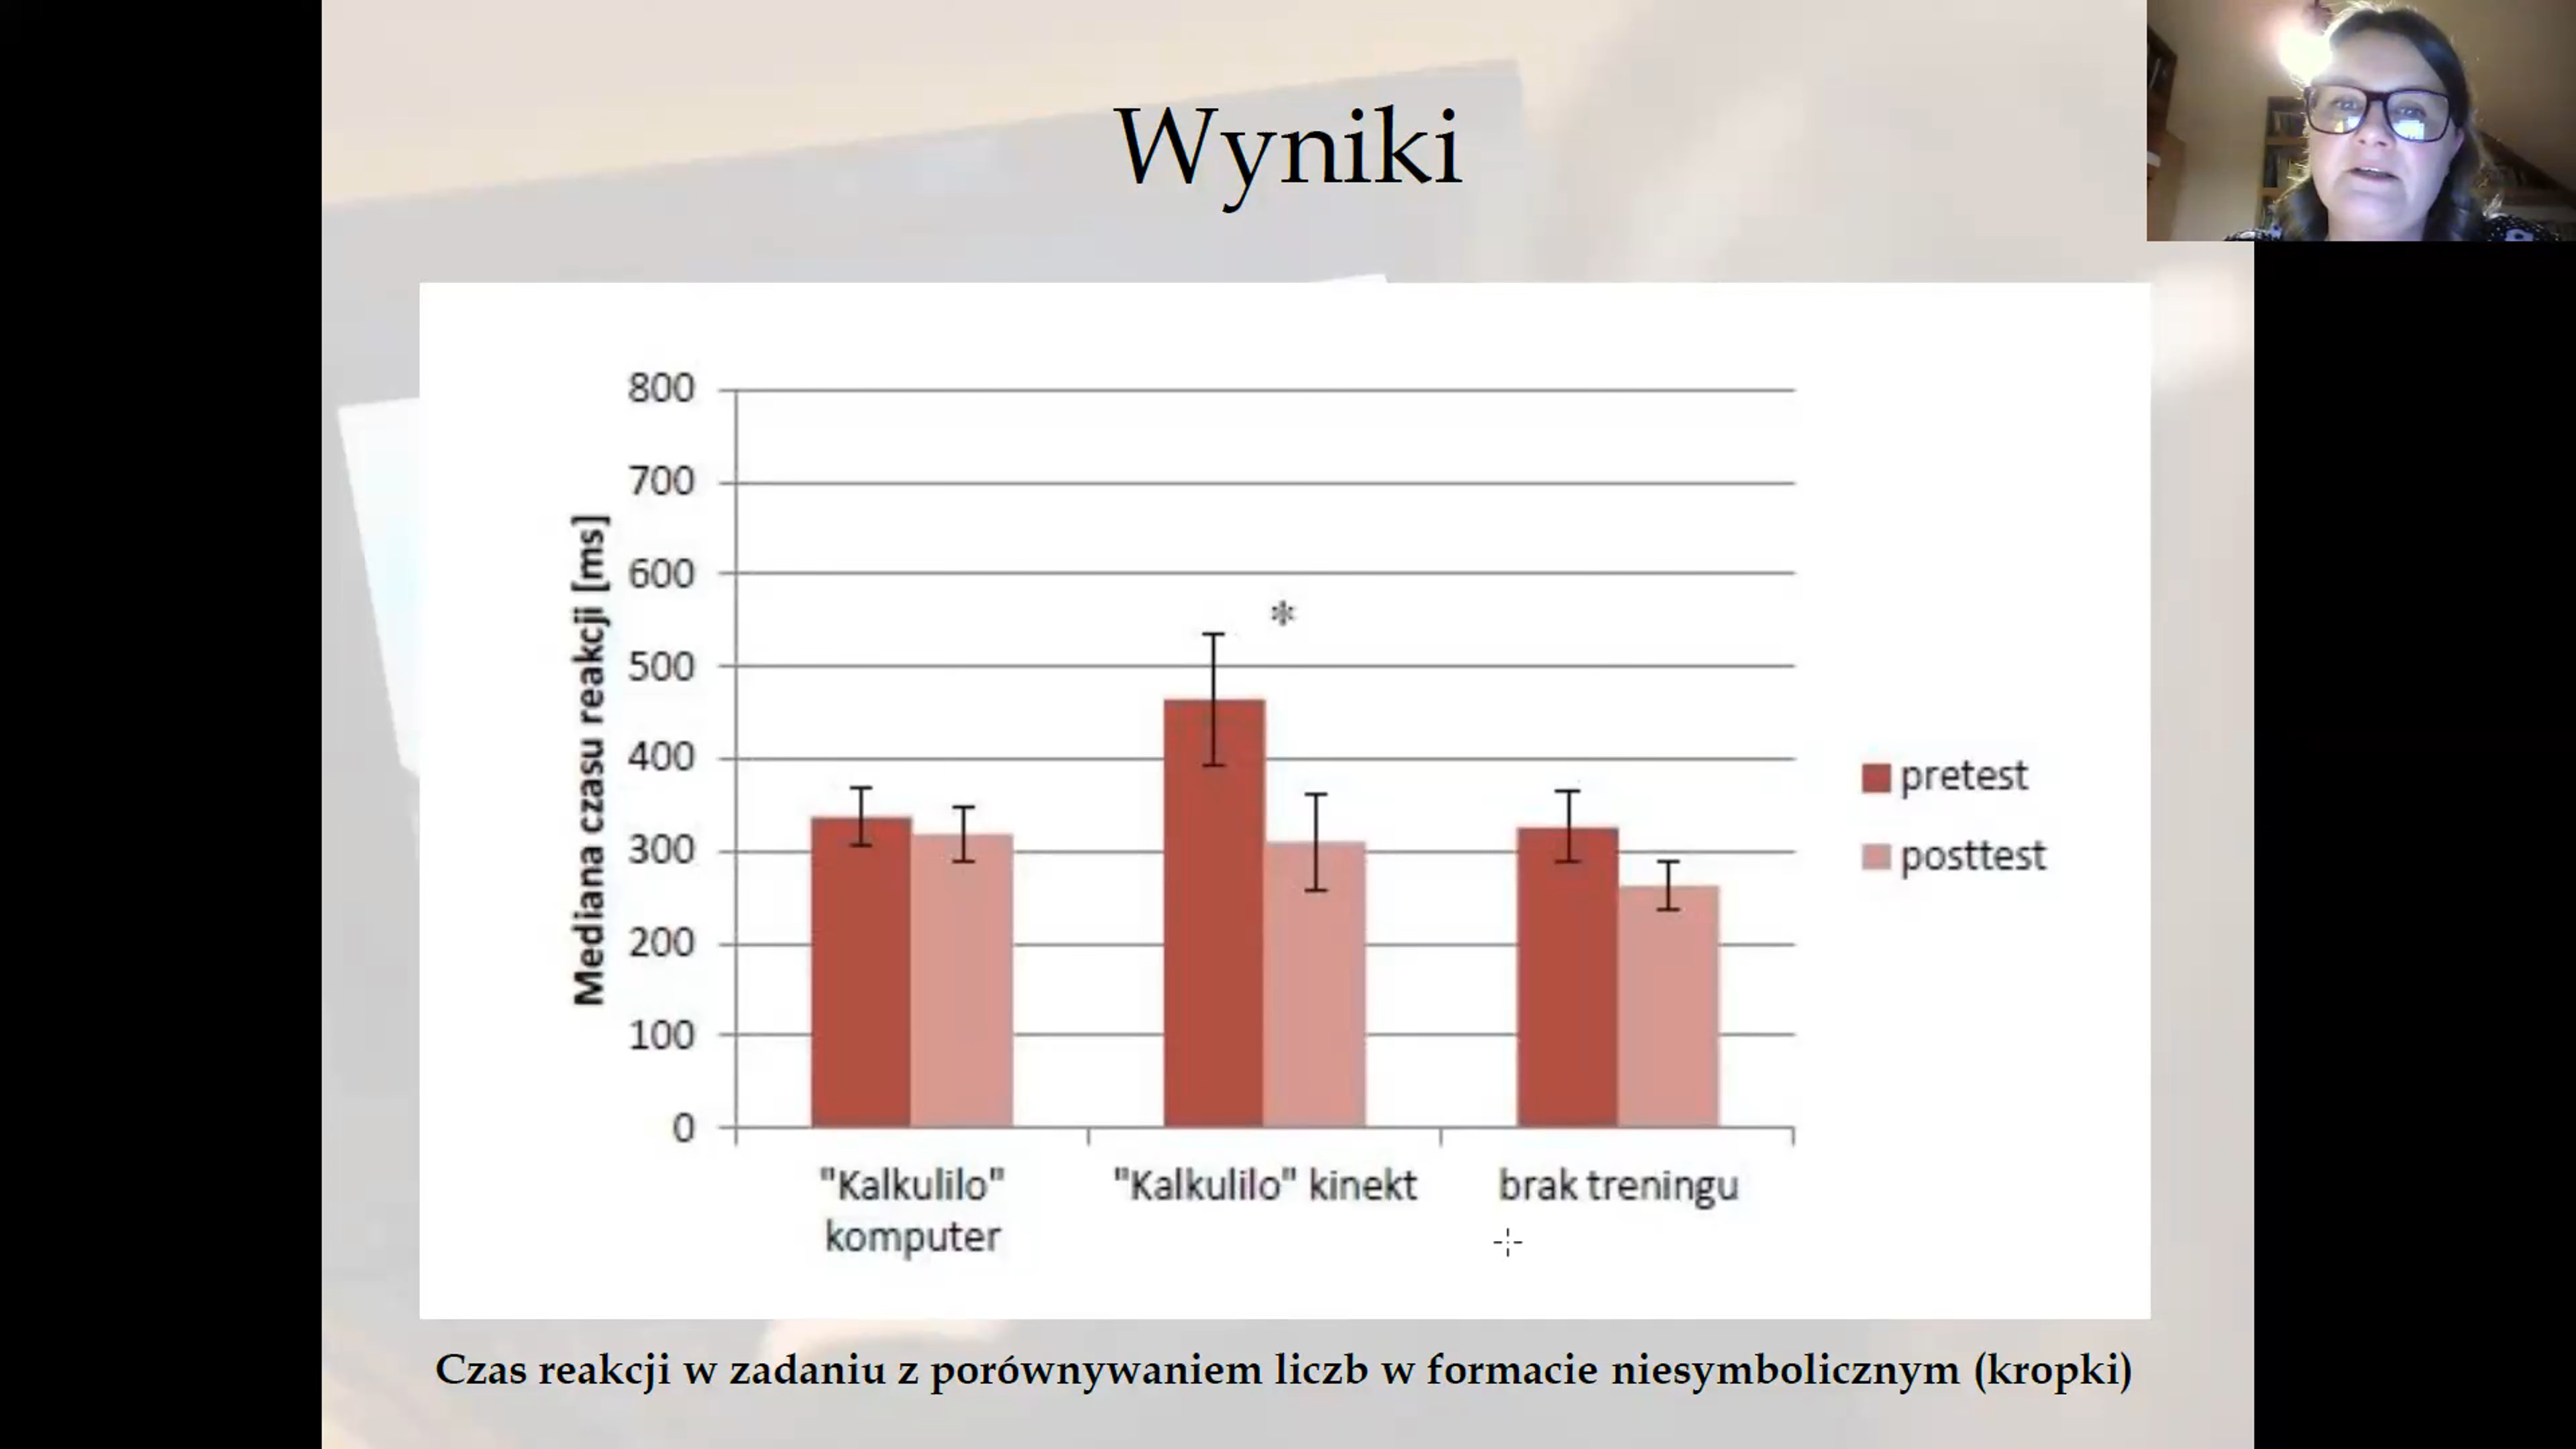 Wyniki
800
700
600
500
400
300
200
100
0
Mediana czasu reakcji [ms]
*
pretest
posttest
"Kalkulilo"
komputer
"Kalkulilo" kinekt
brak treningu
Czas reakcji w zadaniu z porównywaniem liczb w formacie niesymbolicznym (kropki)